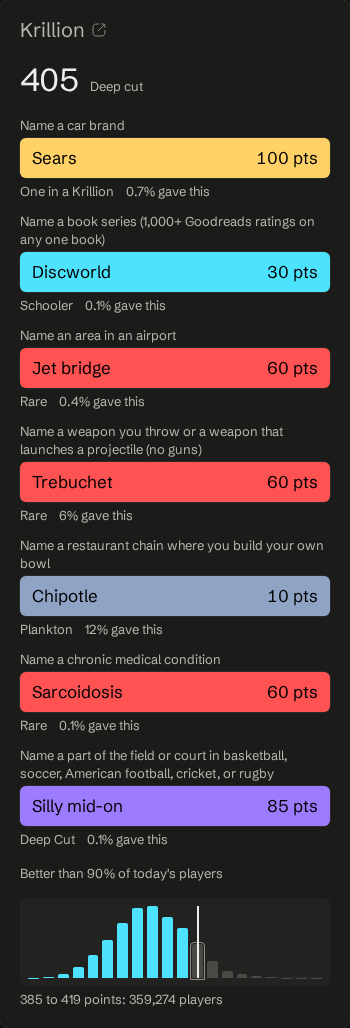 Krillion
405 Deep cut
Name a car brand
Sears 100 pts
One in a Krillion 0.7% gave this
Name a book series (1,000+ Goodreads ratings on
any one book)
Discworld 30 pts
Schooler 0.1% gave this
Name an area in an airport
Jet bridge 60 pts
Rare 0.4% gave this
Name a weapon you throw or a weapon that
launches a projectile (no guns)
Trebuchet 60 pts
Rare 6% gave this
Name a restaurant chain where you build your own
bowl
Chipotle 10 pts
Plankton 12% gave this
Name a chronic medical condition
Sarcoidosis 60 pts
Rare 0.1% gave this
Name a part of the field or court in basketball,
soccer, American football, cricket, or rugby
Silly mid-on 85 pts
Deep Cut 0.1% gave this
Better than 90% of today's players
385 to 419 points: 359,274 players